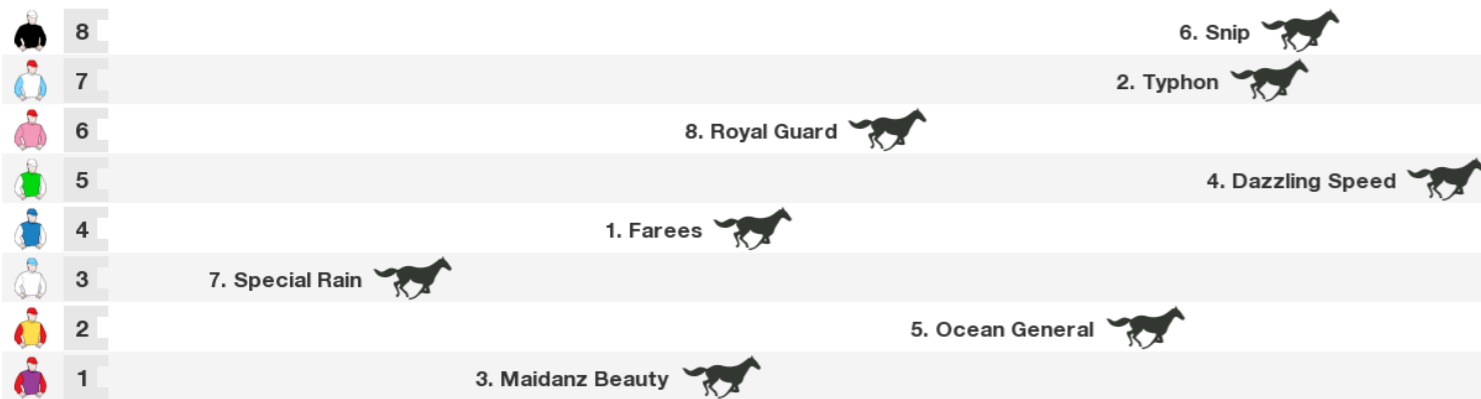 8 6. Snip
7 2. Typhon
6 8. Royal Guard
5 4. Dazzling Speed
4 1. Farees
3 7. Special Rain
2 5. Ocean General
1 3. Maidanz Beauty